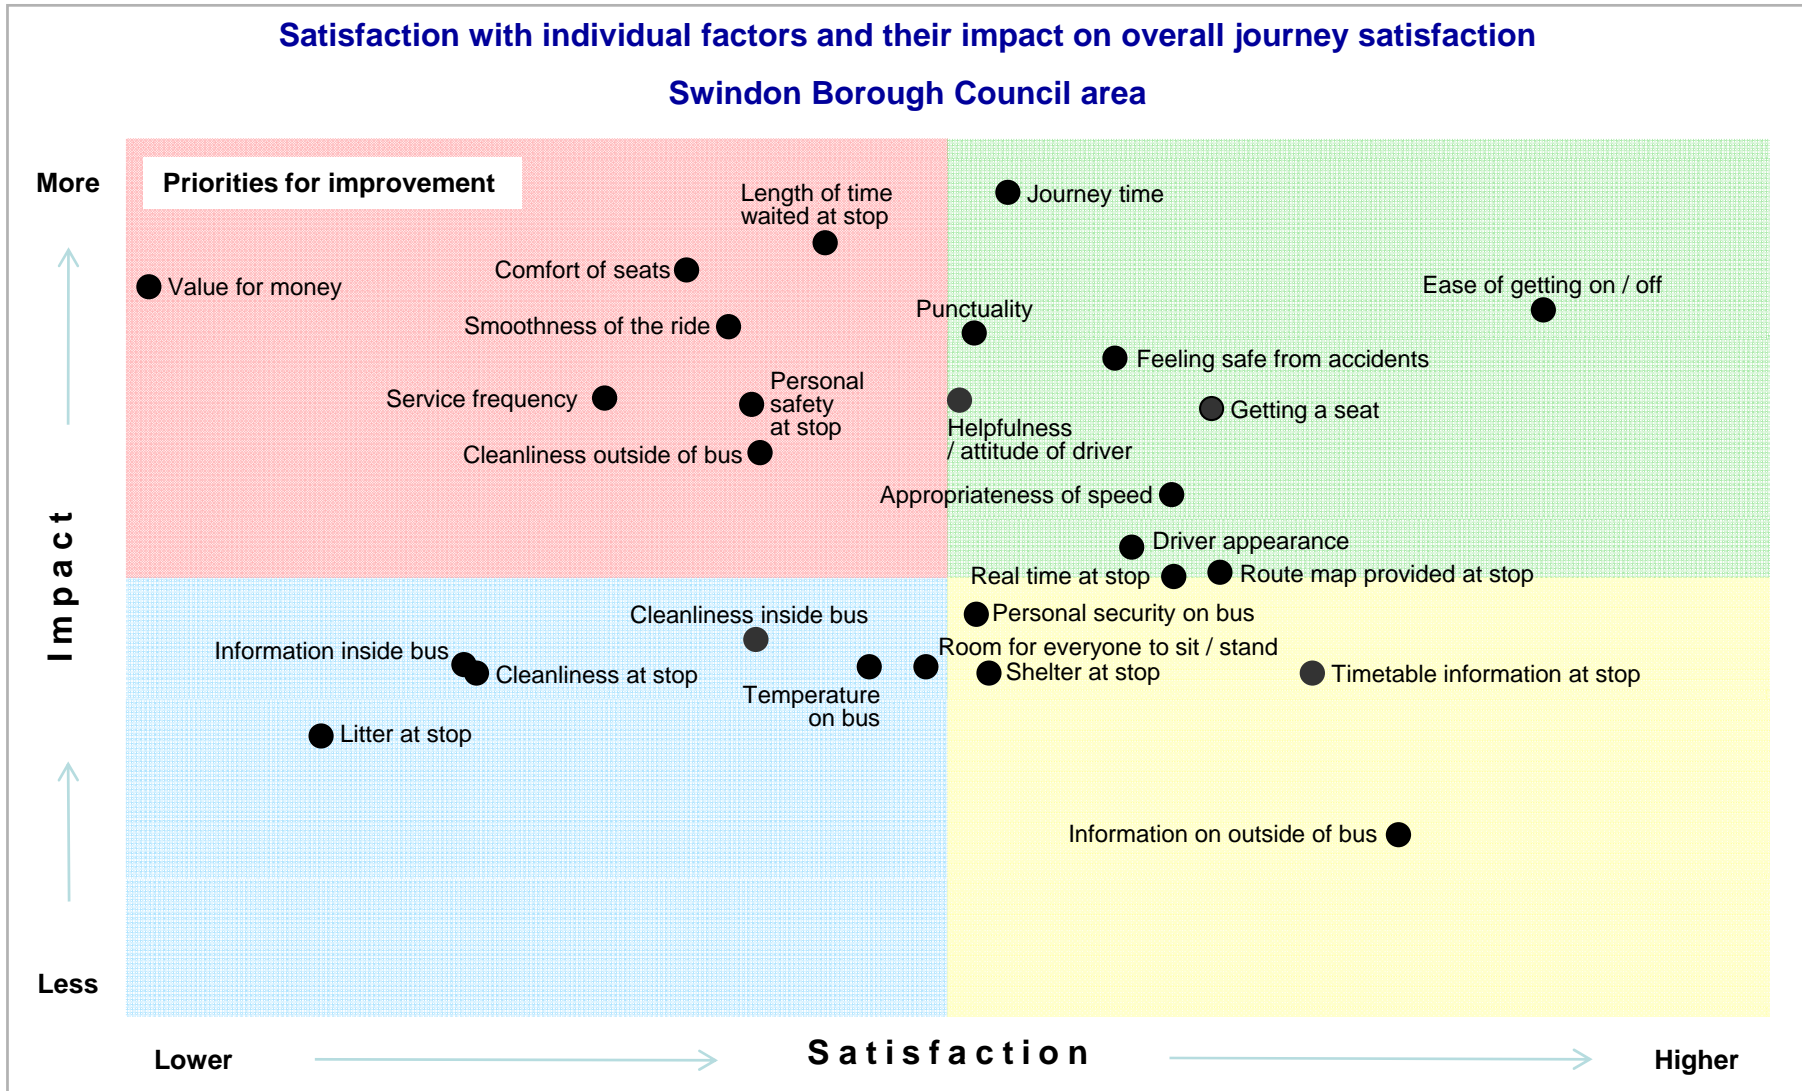 Satisfaction with individual factors and their impact on overall journey satisfaction
Swindon Borough Council area
More
Priorities for improvement
Length of time
waited at stop
Journey time
Comfort of seats
Value for money
Ease of getting on / off
Punctuality
Smoothness of the ride
Feeling safe from accidents
Personal
safety
at stop
Service frequency
Getting a seat
Helpfulness
/ attitude of driver
Cleanliness outside of bus
Appropriateness of speed
Driver appearance
Real time at stop
Route map provided at stop
Impact
Cleanliness inside bus
Personal security on bus
Information inside bus
Room for everyone to sit / stand
Cleanliness at stop
Shelter at stop
Timetable information at stop
Temperature
on bus
Litter at stop
Information on outside of bus
Less
Lower
Satisfaction
Higher